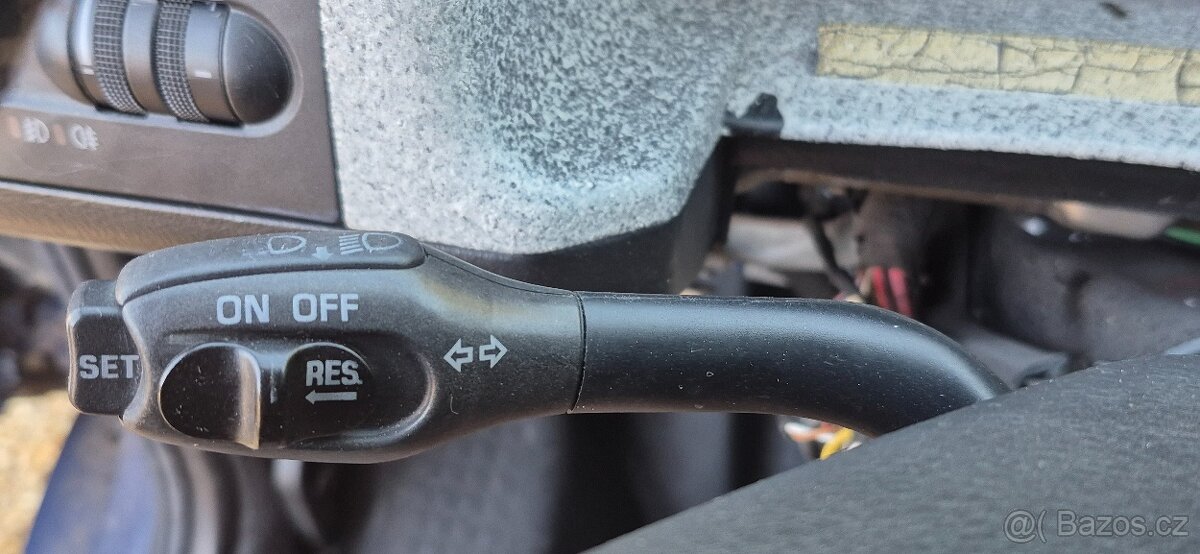 ON OFF
SET
RES.
@( Bazos.cz